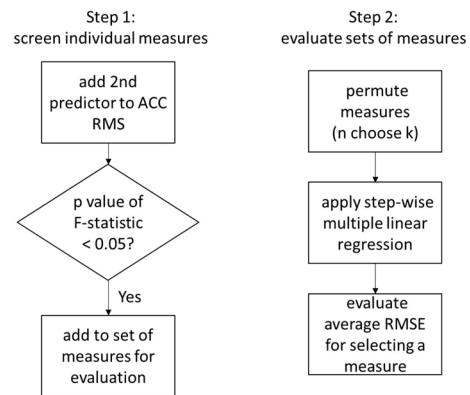 Step 1:
screen individual measures
add 2nd
predictor to ACC
RMS
p value of
F-statistic
< 0.05?
Yes
add to set of
measures for
evaluation
Step 2:
evaluate sets of measures
permute
measures
(n choose k)
apply step-wise
multiple linear
regression
evaluate
average RMSE
for selecting a
measure